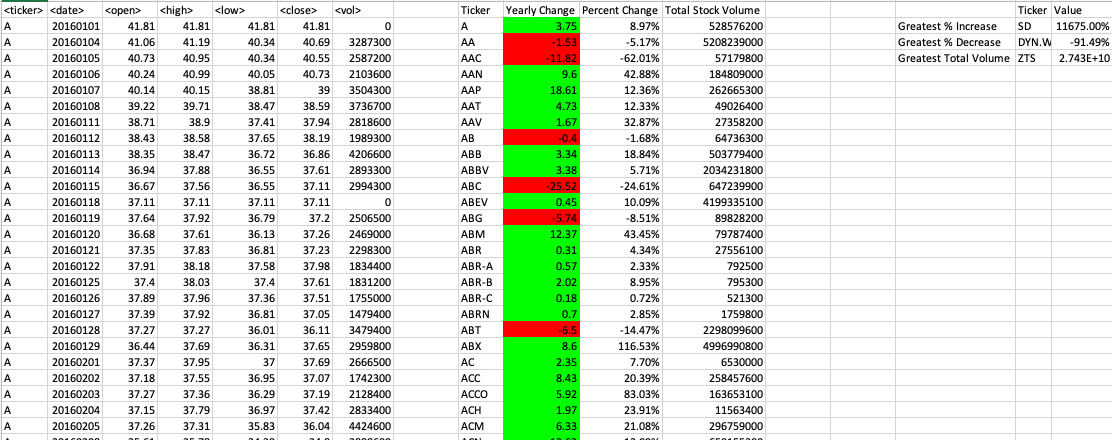 <ticker> <date> <open> <high> <low> <close> <vol> Ticker Yearly Change Percent Change Total Stock Volume Ticker Value
A 20160101 41.81 41.81 41.81 41.81 0 A 3.75 8.97% 528576200 Greatest % Increase SD 11675.00%
A 20160104 41.06 41.19 40.34 40.69 3287300 AA -1.53 -5.17% 5208239000 Greatest % Decrease DYN.W -91.49%
A 20160105 40.73 40.95 40.34 40.55 2587200 AAC -11.82 -62.01% 57179800 Greatest Total Volume ZTS 2.743E+10
A 20160106 40.24 40.99 40.05 40.73 2103600 AAN 9.6 42.88% 184809000
A 20160107 40.14 40.15 38.81 39 3504300 AAP 18.61 12.36% 262665300
A 20160108 39.22 39.71 38.47 38.59 3736700 AAT 4.73 12.33% 49026400
A 20160111 38.71 38.9 37.41 37.94 2818600 AAV 1.67 32.87% 27358200
A 20160112 38.43 38.58 37.65 38.19 1989300 AB -0.4 -1.68% 64736300
A 20160113 38.35 38.47 36.72 36.86 4206600 ABB 3.34 18.84% 503779400
A 20160114 36.94 37.88 36.55 37.61 2893300 ABBV 3.38 5.71% 2034231800
A 20160115 36.67 37.56 36.55 37.11 2994300 ABC -25.52 -24.61% 647239900
A 20160118 37.11 37.11 37.11 37.11 0 ABEV 0.45 10.09% 4199335100
A 20160119 37.64 37.92 36.79 37.2 2506500 ABG -5.74 -8.51% 89828200
A 20160120 36.68 37.61 36.13 37.26 2469000 ABM 12.37 43.45% 79787400
A 20160121 37.35 37.83 36.81 37.23 2298300 ABR 0.31 4.34% 27556100
A 20160122 37.91 38.18 37.58 37.98 1834400 ABR-A 0.57 2.33% 792500
A 20160125 37.4 38.03 37.4 37.61 1831200 ABR-B 2.02 8.95% 795300
A 20160126 37.89 37.96 37.36 37.51 1755000 ABR-C 0.18 0.72% 521300
A 20160127 37.39 37.92 36.81 37.05 1479400 ABRN 0.7 2.85% 1759800
A 20160128 37.27 37.27 36.01 36.11 3479400 ABT -6.5 -14.47% 2298099600
A 20160129 36.44 37.69 36.31 37.65 2959800 ABX 8.6 116.53% 4996990800
A 20160201 37.37 37.95 37 37.69 2666500 AC 2.35 7.70% 6530000
A 20160202 37.18 37.55 36.95 37.07 1742300 ACC 8.43 20.39% 258457600
A 20160203 37.27 37.36 36.29 37.19 2128400 ACCO 5.92 83.03% 163653100
A 20160204 37.15 37.79 36.97 37.42 2833400 ACH 1.97 23.91% 11563400
A 20160205 37.26 37.31 35.83 36.04 4424600 ACM 6.33 21.08% 296759000